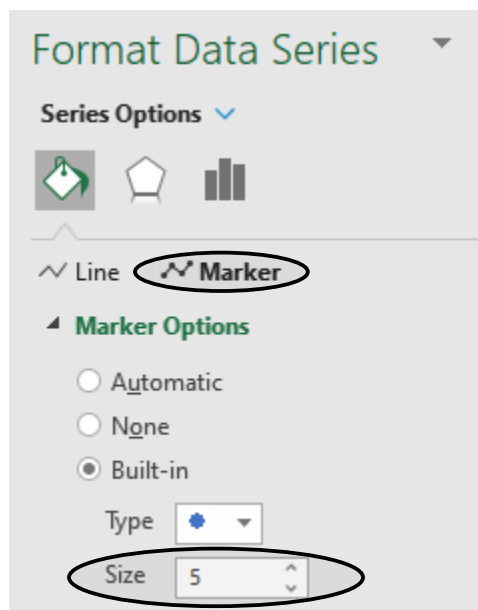 Format Data Series
Series Options
Line Marker
Marker Options
Automatic
None
Built-in
Type
Size 5